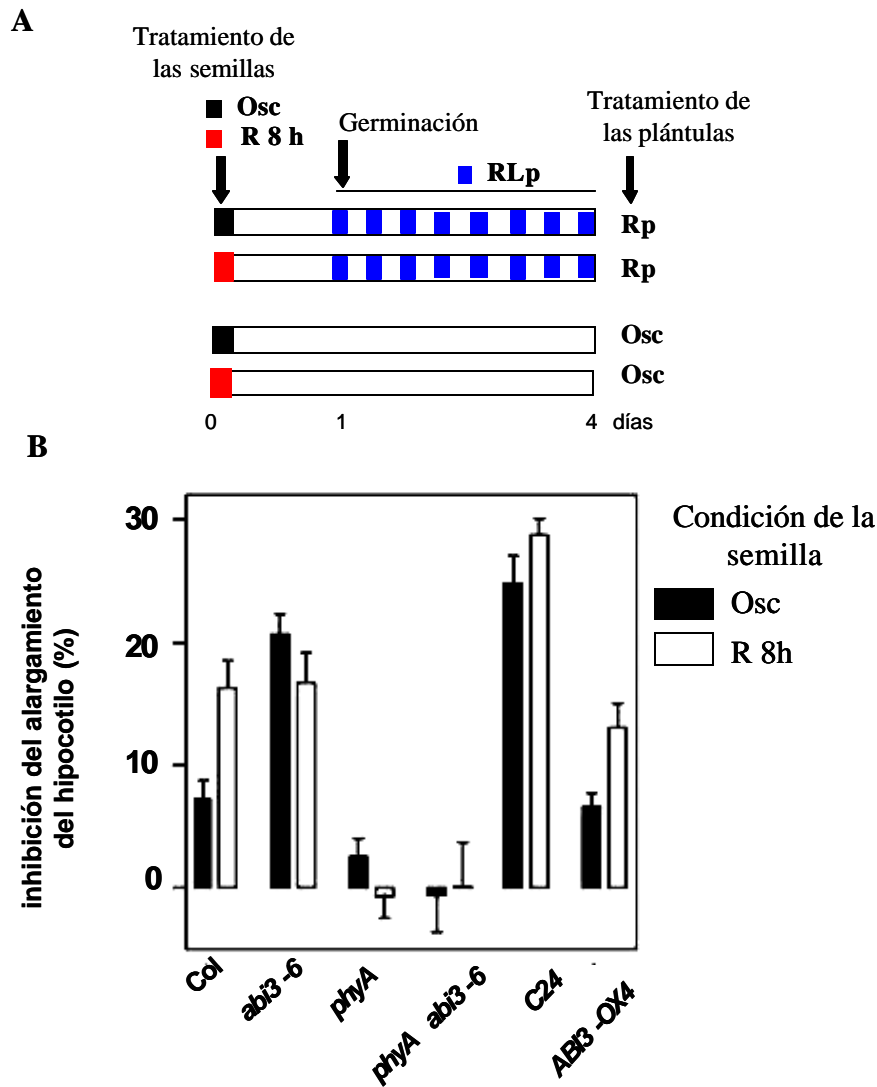 A
Tratamiento de
las semillas
Osc
R 8 h
Germinación
Tratamiento de
las plántulas
RLp
Rp
Rp
Osc
Osc
0 1 4 días
B
30
20
10
0
inhibición del alargamiento
del hipocotilo (%)
Condición de la
semilla
Osc
R 8h
Col
abi3 -6
phyA
phyA abi3 -6
C24
ABI3 -OX4